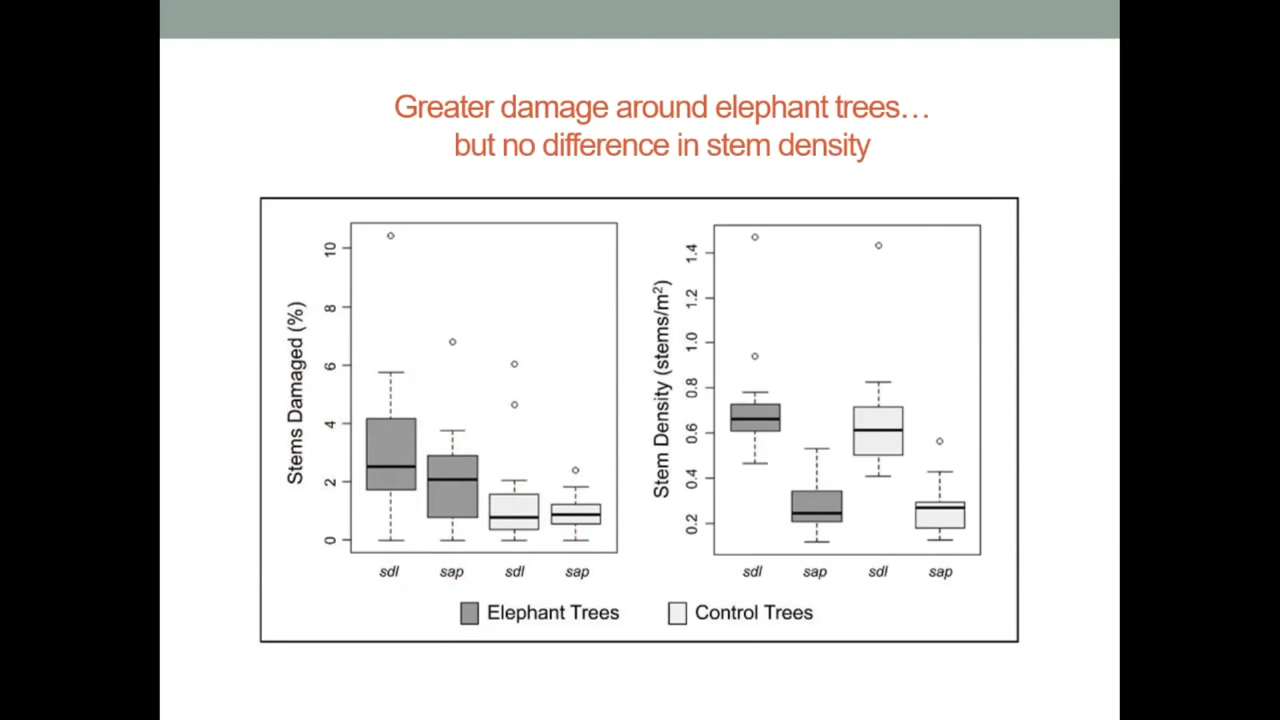 Greater damage around elephant trees…
but no difference in stem density
Stems Damaged (%)
10
8
6
4
2
0
sdl sap sdl sap
Stem Density (stems/m²)
1.4
1.2
1.0
0.8
0.6
0.4
0.2
sdl sap sdl sap
Elephant Trees Control Trees